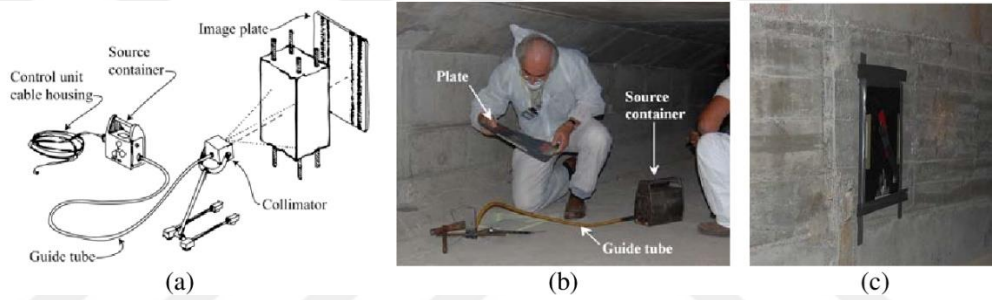 Image plate
Source
container
Control unit
cable housing
Collimator
Guide tube
(a)
Plate
Source
container
Guide tube
(b)
(c)